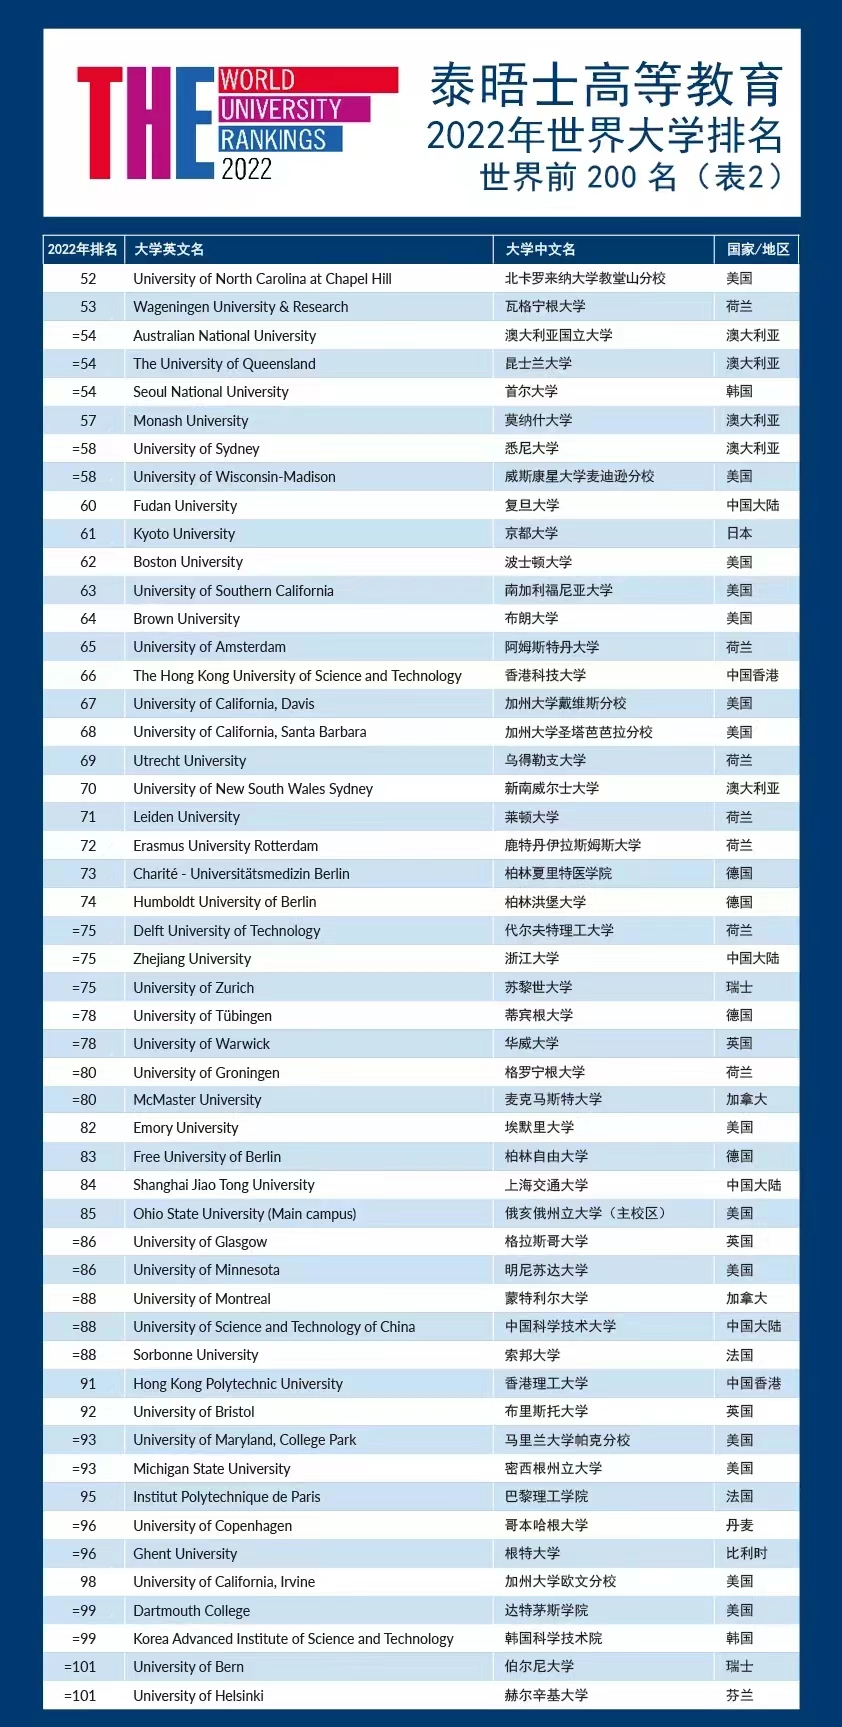 THE WORLD
UNIVERSITY
RANKINGS
2022
泰晤士高等教育
2022年世界大学排名
世界前 200 名（表2）
2022年排名 大学英文名 大学中文名 国家/地区
52 University of North Carolina at Chapel Hill 北卡罗来纳大学教堂山分校 美国
53 Wageningen University & Research 瓦格宁根大学 荷兰
=54 Australian National University 澳大利亚国立大学 澳大利亚
=54 The University of Queensland 昆士兰大学 澳大利亚
=54 Seoul National University 首尔大学 韩国
57 Monash University 莫纳什大学 澳大利亚
=58 University of Sydney 悉尼大学 澳大利亚
=58 University of Wisconsin-Madison 威斯康星大学麦迪逊分校 美国
60 Fudan University 复旦大学 中国大陆
61 Kyoto University 京都大学 日本
62 Boston University 波士顿大学 美国
63 University of Southern California 南加利福尼亚大学 美国
64 Brown University 布朗大学 美国
65 University of Amsterdam 阿姆斯特丹大学 荷兰
66 The Hong Kong University of Science and Technology 香港科技大学 中国香港
67 University of California, Davis 加州大学戴维斯分校 美国
68 University of California, Santa Barbara 加州大学圣塔芭芭拉分校 美国
69 Utrecht University 乌得勒支大学 荷兰
70 University of New South Wales Sydney 新南威尔士大学 澳大利亚
71 Leiden University 莱顿大学 荷兰
72 Erasmus University Rotterdam 鹿特丹伊拉斯姆斯大学 荷兰
73 Charité - Universitätsmedizin Berlin 柏林夏里特医学院 德国
74 Humboldt University of Berlin 柏林洪堡大学 德国
=75 Delft University of Technology 代尔夫特理工大学 荷兰
=75 Zhejiang University 浙江大学 中国大陆
=75 University of Zurich 苏黎世大学 瑞士
=78 University of Tübingen 蒂宾根大学 德国
=78 University of Warwick 华威大学 英国
=80 University of Groningen 格罗宁根大学 荷兰
=80 McMaster University 麦克马斯特大学 加拿大
82 Emory University 埃默里大学 美国
83 Free University of Berlin 柏林自由大学 德国
84 Shanghai Jiao Tong University 上海交通大学 中国大陆
85 Ohio State University (Main campus) 俄亥俄州立大学（主校区） 美国
=86 University of Glasgow 格拉斯哥大学 英国
=86 University of Minnesota 明尼苏达大学 美国
=88 University of Montreal 蒙特利尔大学 加拿大
=88 University of Science and Technology of China 中国科学技术大学 中国大陆
=88 Sorbonne University 索邦大学 法国
91 Hong Kong Polytechnic University 香港理工大学 中国香港
92 University of Bristol 布里斯托大学 英国
=93 University of Maryland, College Park 马里兰大学帕克分校 美国
=93 Michigan State University 密西根州立大学 美国
95 Institut Polytechnique de Paris 巴黎理工学院 法国
=96 University of Copenhagen 哥本哈根大学 丹麦
=96 Ghent University 根特大学 比利时
98 University of California, Irvine 加州大学欧文分校 美国
=99 Dartmouth College 达特茅斯学院 美国
=99 Korea Advanced Institute of Science and Technology 韩国科学技术院 韩国
=101 University of Bern 伯尔尼大学 瑞士
=101 University of Helsinki 赫尔辛基大学 芬兰